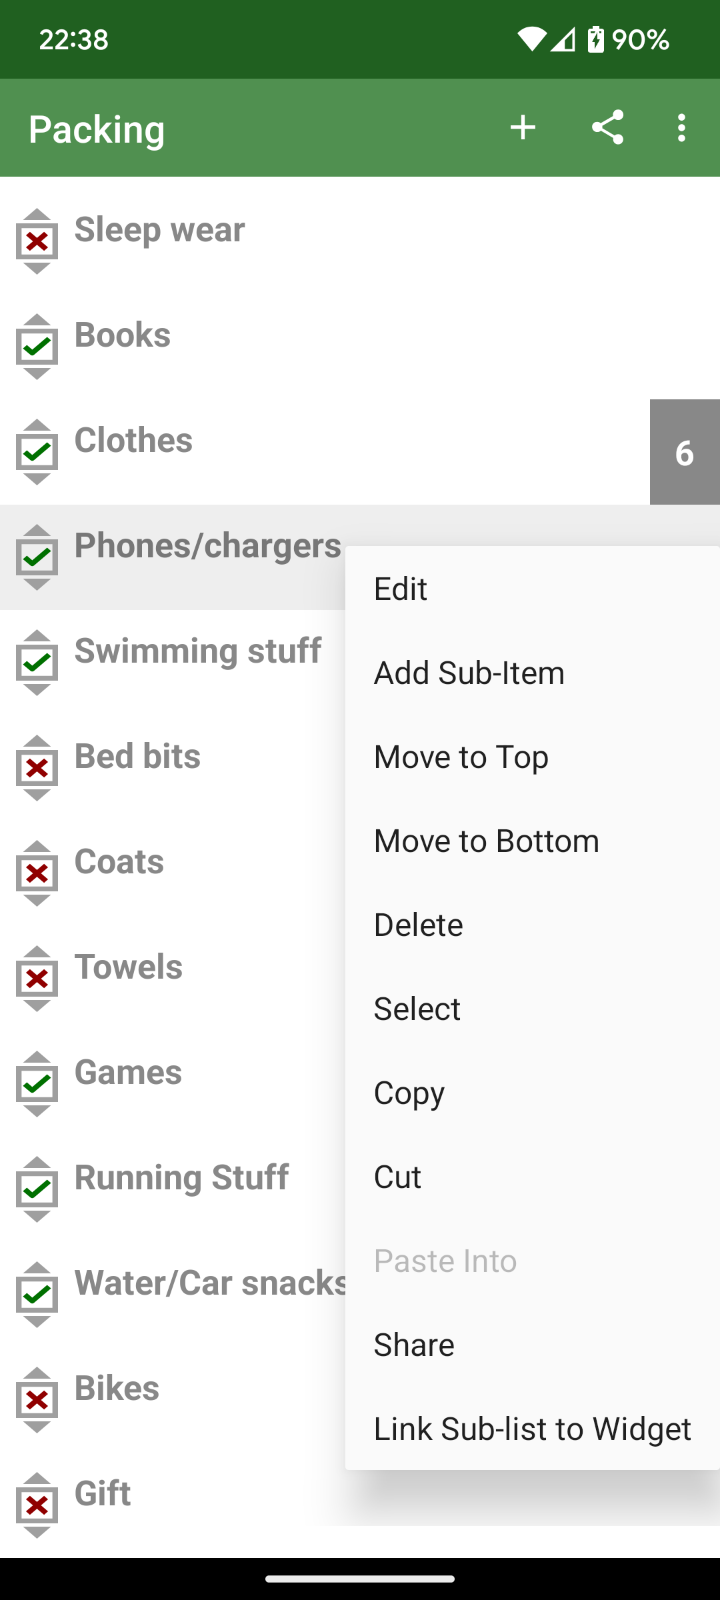 22:38
90%
Packing
Sleep wear
Books
Clothes
6
Phones/chargers
Edit
Add Sub-Item
Move to Top
Move to Bottom
Delete
Select
Copy
Cut
Paste Into
Share
Link Sub-list to Widget
Swimming stuff
Bed bits
Coats
Towels
Games
Running Stuff
Water/Car snacks
Bikes
Gift